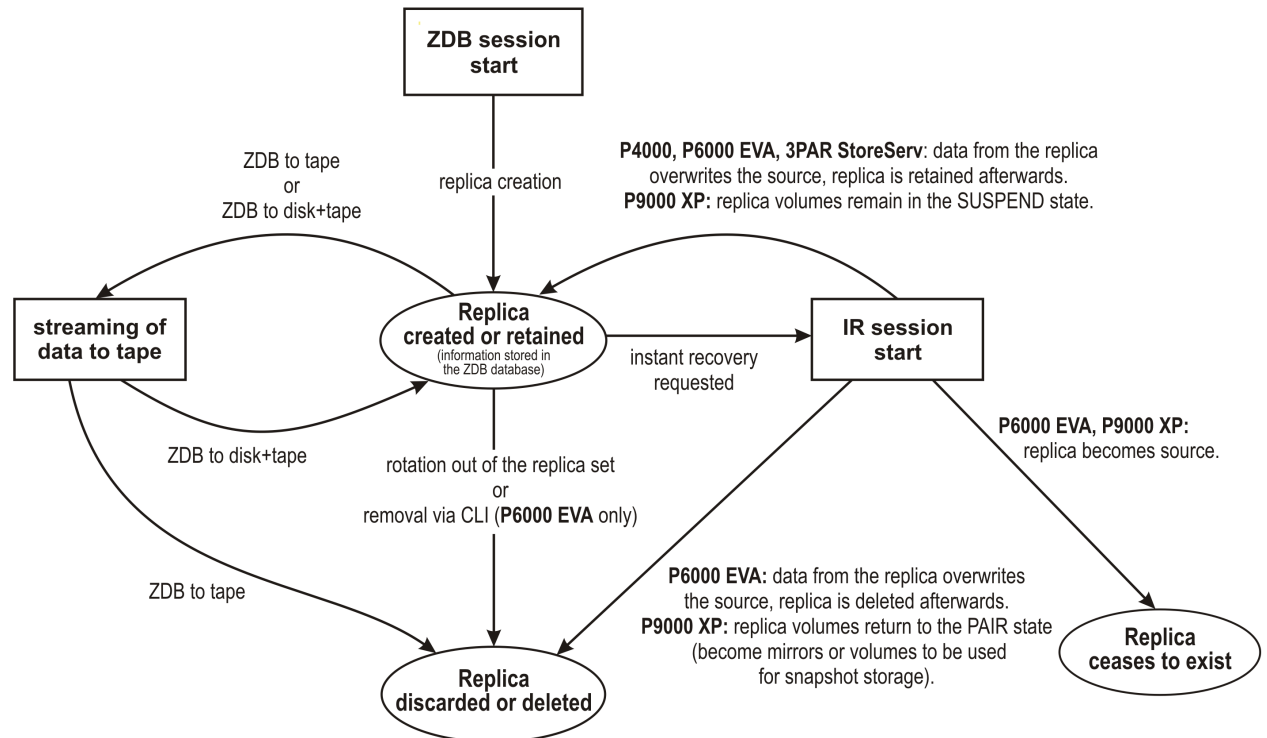 ZDB session
start
ZDB to tape
or
ZDB to disk+tape
replica creation
P4000, P6000 EVA, 3PAR StoreServ: data from the replica
overwrites the source, replica is retained afterwards.
P9000 XP: replica volumes remain in the SUSPEND state.
streaming of
data to tape
Replica
created or retained
(information stored in
the ZDB database)
instant recovery
requested
IR session
start
ZDB to disk+tape
rotation out of the replica set
or
removal via CLI (P6000 EVA only)
P6000 EVA, P9000 XP:
replica becomes source.
ZDB to tape
P6000 EVA: data from the replica overwrites
the source, replica is deleted afterwards.
P9000 XP: replica volumes return to the PAIR state
(become mirrors or volumes to be used
for snapshot storage).
Replica
discarded or deleted
Replica
ceases to exist